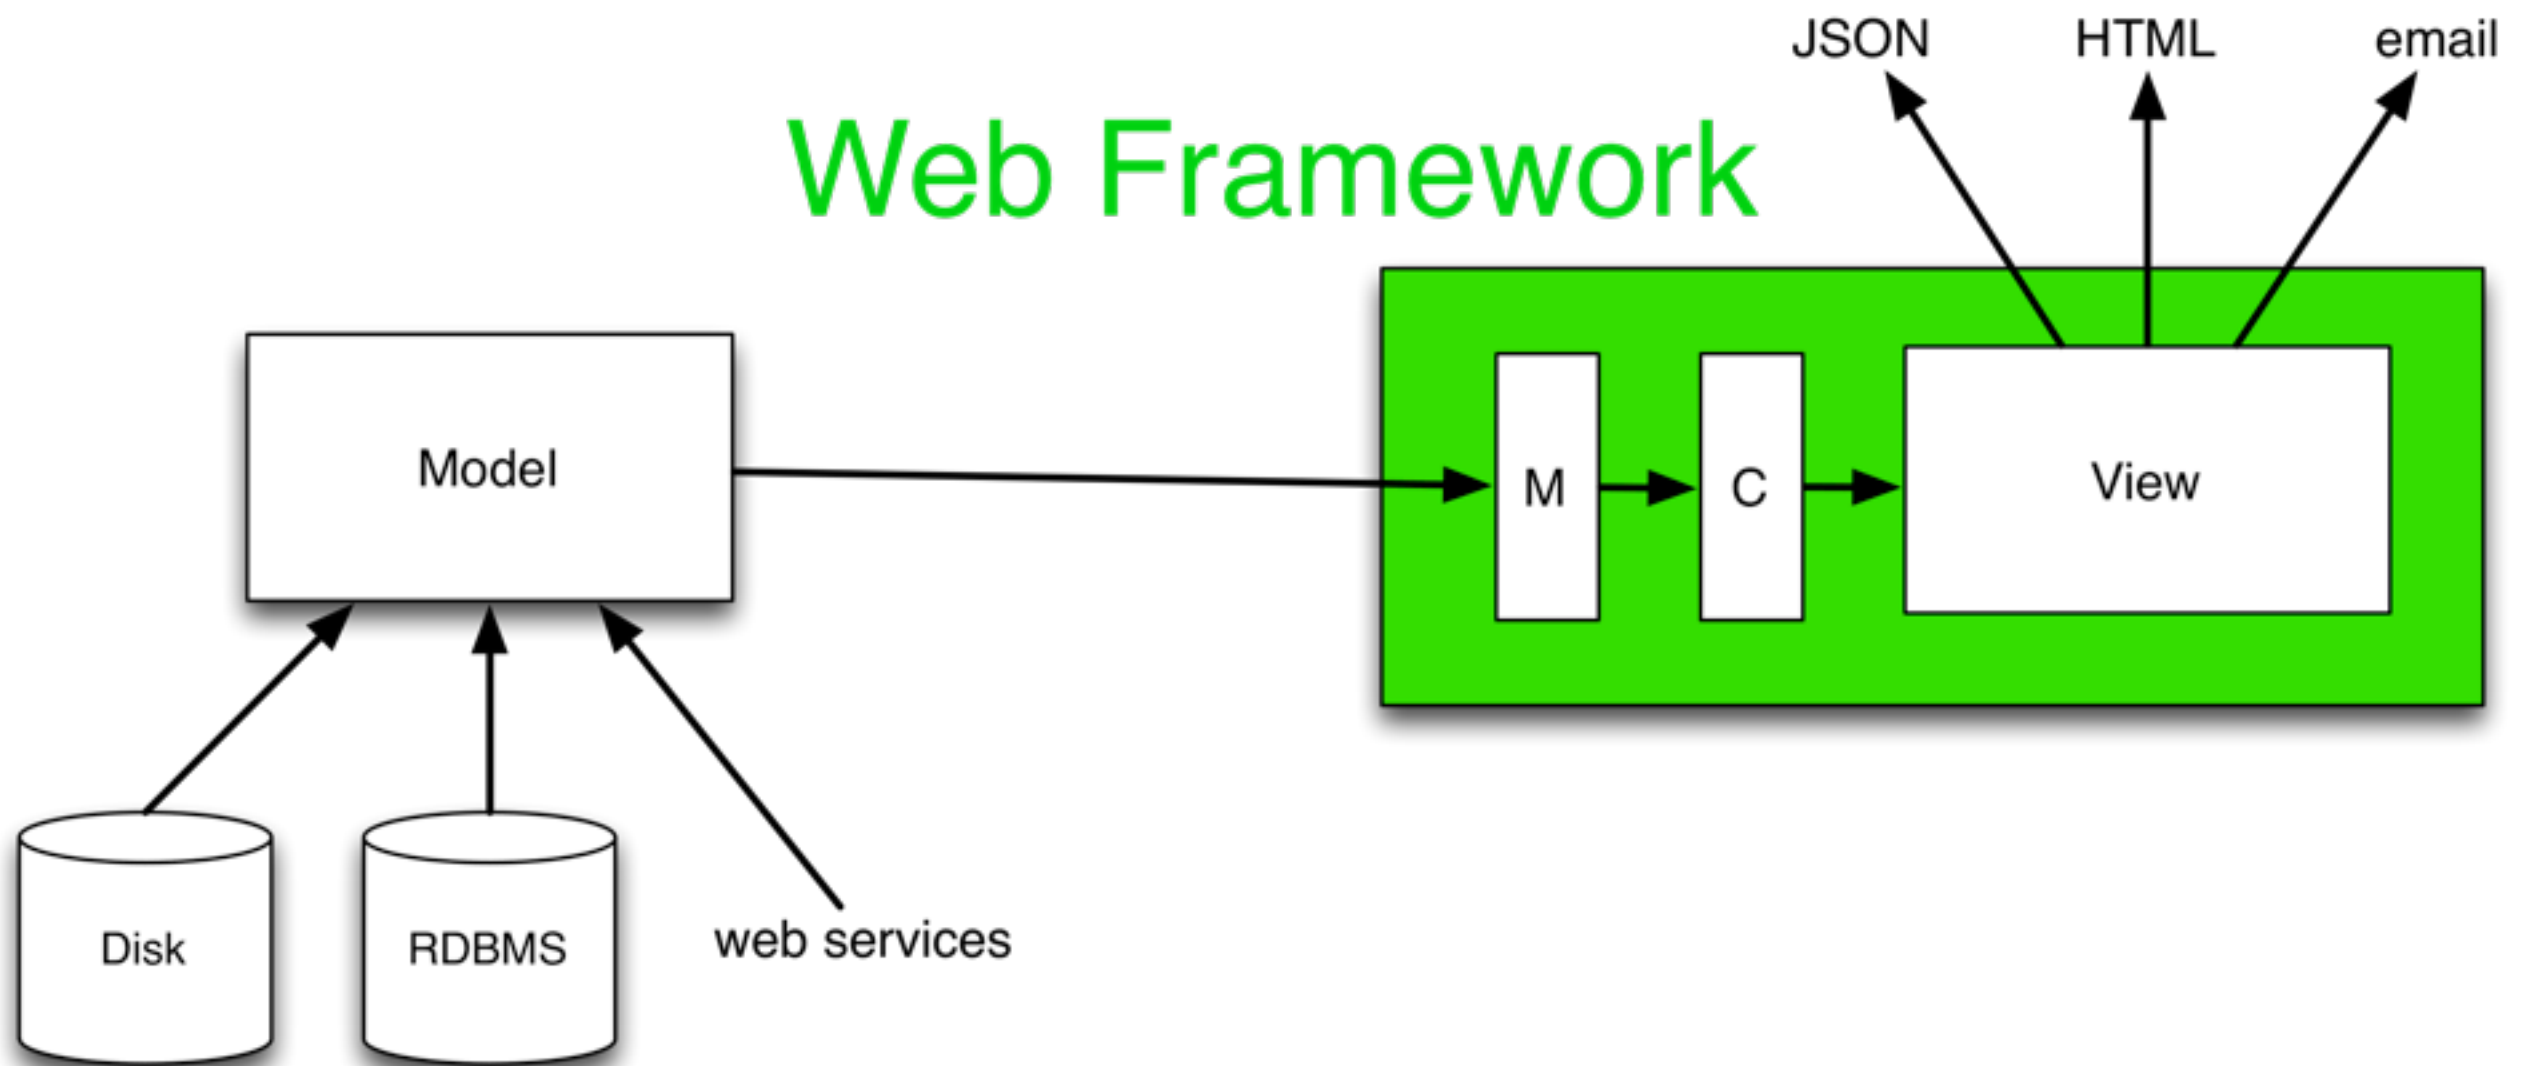 JSON HTML email
Web Framework
Model
M C View
Disk RDBMS web services